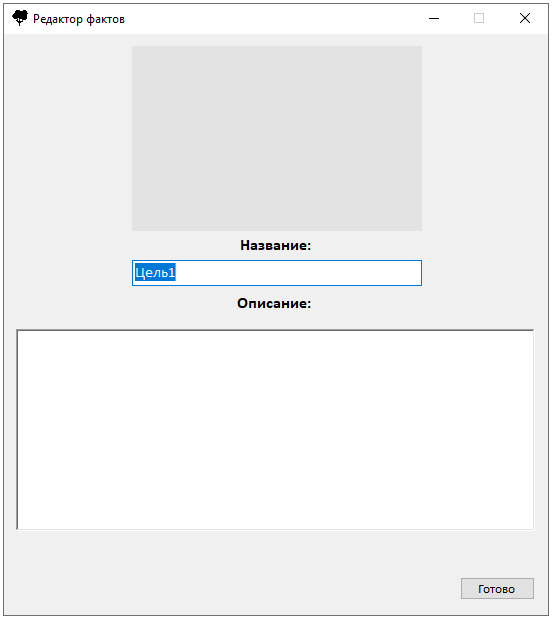 Редактор фактов
Название:
Цель1
Описание:
Готово